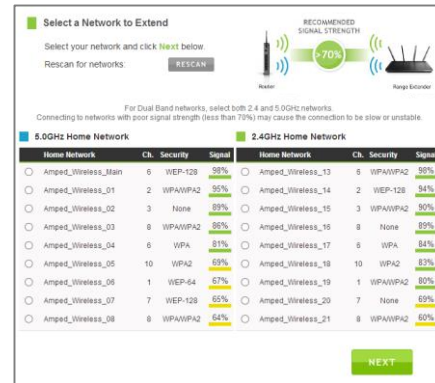 Select a Network to Extend
Select your network and click Next below.
Rescan for networks:
RESCAN
RECOMMENDED
SIGNAL STRENGTH
>70%
Router
Range Extender
For Dual Band networks, select both 2.4 and 5.0GHz networks.
Connecting to networks with poor signal strength (less than 70%) may cause the connection to be slow or unstable.
5.0GHz Home Network
Home Network Ch. Security Signal
Amped_Wireless_Main 6 WEP-128 98%
Amped_Wireless_01 2 WPA/WPA2 95%
Amped_Wireless_02 3 None 89%
Amped_Wireless_03 8 WPA/WPA2 86%
Amped_Wireless_04 6 WPA 81%
Amped_Wireless_05 10 WPA2 69%
Amped_Wireless_06 1 WEP-64 67%
Amped_Wireless_07 7 WEP-128 65%
Amped_Wireless_08 8 WPA/WPA2 64%
2.4GHz Home Network
Home Network Ch. Security Signal
Amped_Wireless_13 6 WPA/WPA2 98%
Amped_Wireless_14 2 WEP-128 94%
Amped_Wireless_15 3 WPA/WPA2 90%
Amped_Wireless_16 8 None 89%
Amped_Wireless_17 6 WPA 84%
Amped_Wireless_18 10 WPA2 83%
Amped_Wireless_19 1 WPA/WPA2 80%
Amped_Wireless_20 7 None 69%
Amped_Wireless_21 8 WPA/WPA2 60%
NEXT